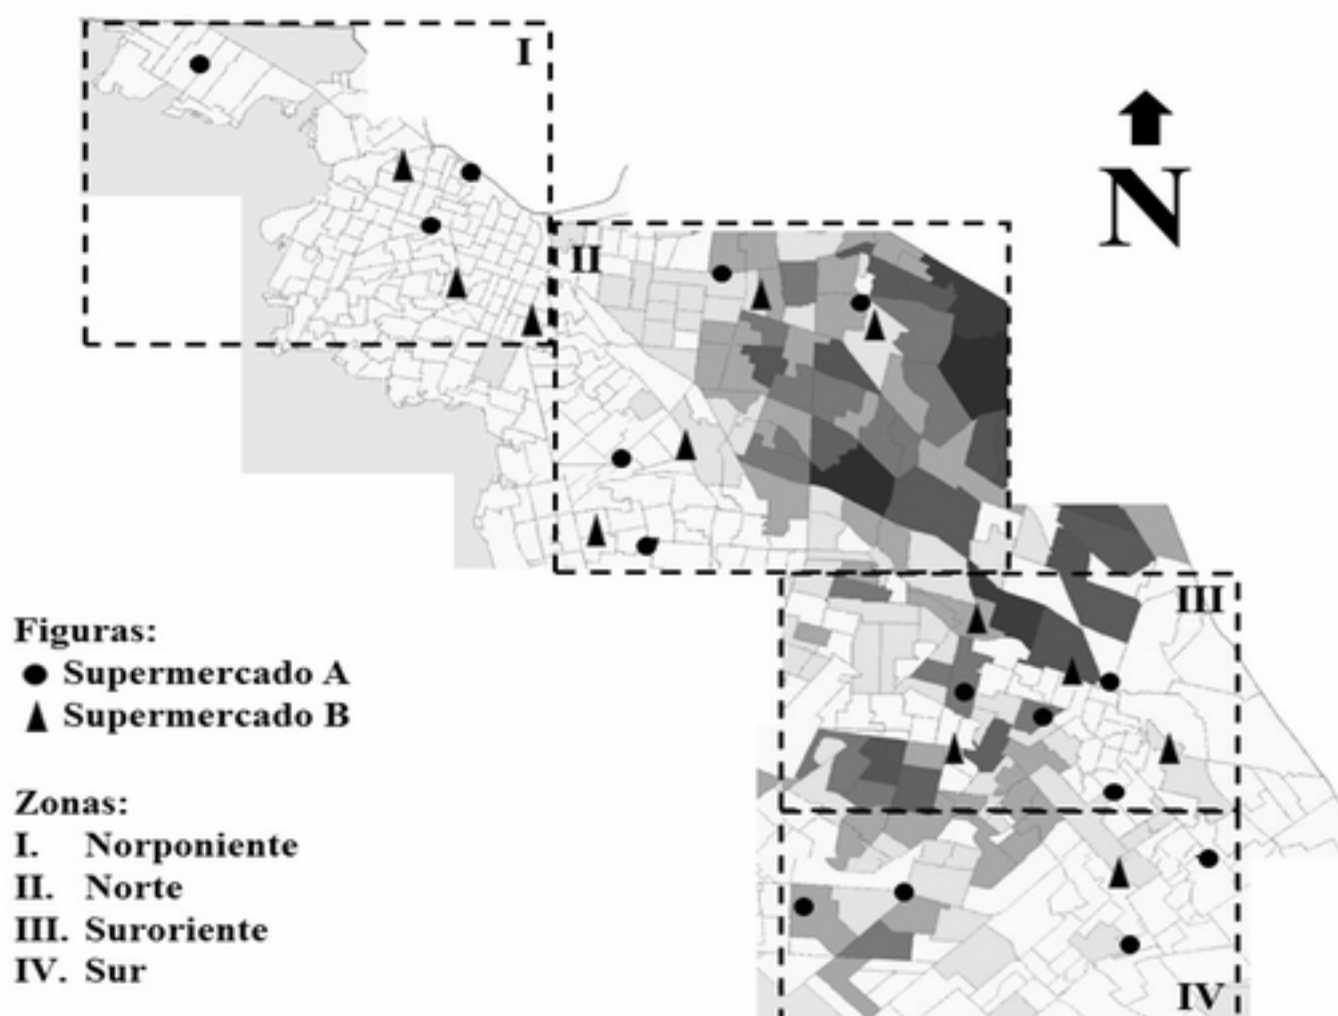 I
N
II
III
Figuras:
Supermercado A
Supermercado B
Zonas:
I. Norponiente
II. Norte
III. Suroriente
IV. Sur
IV